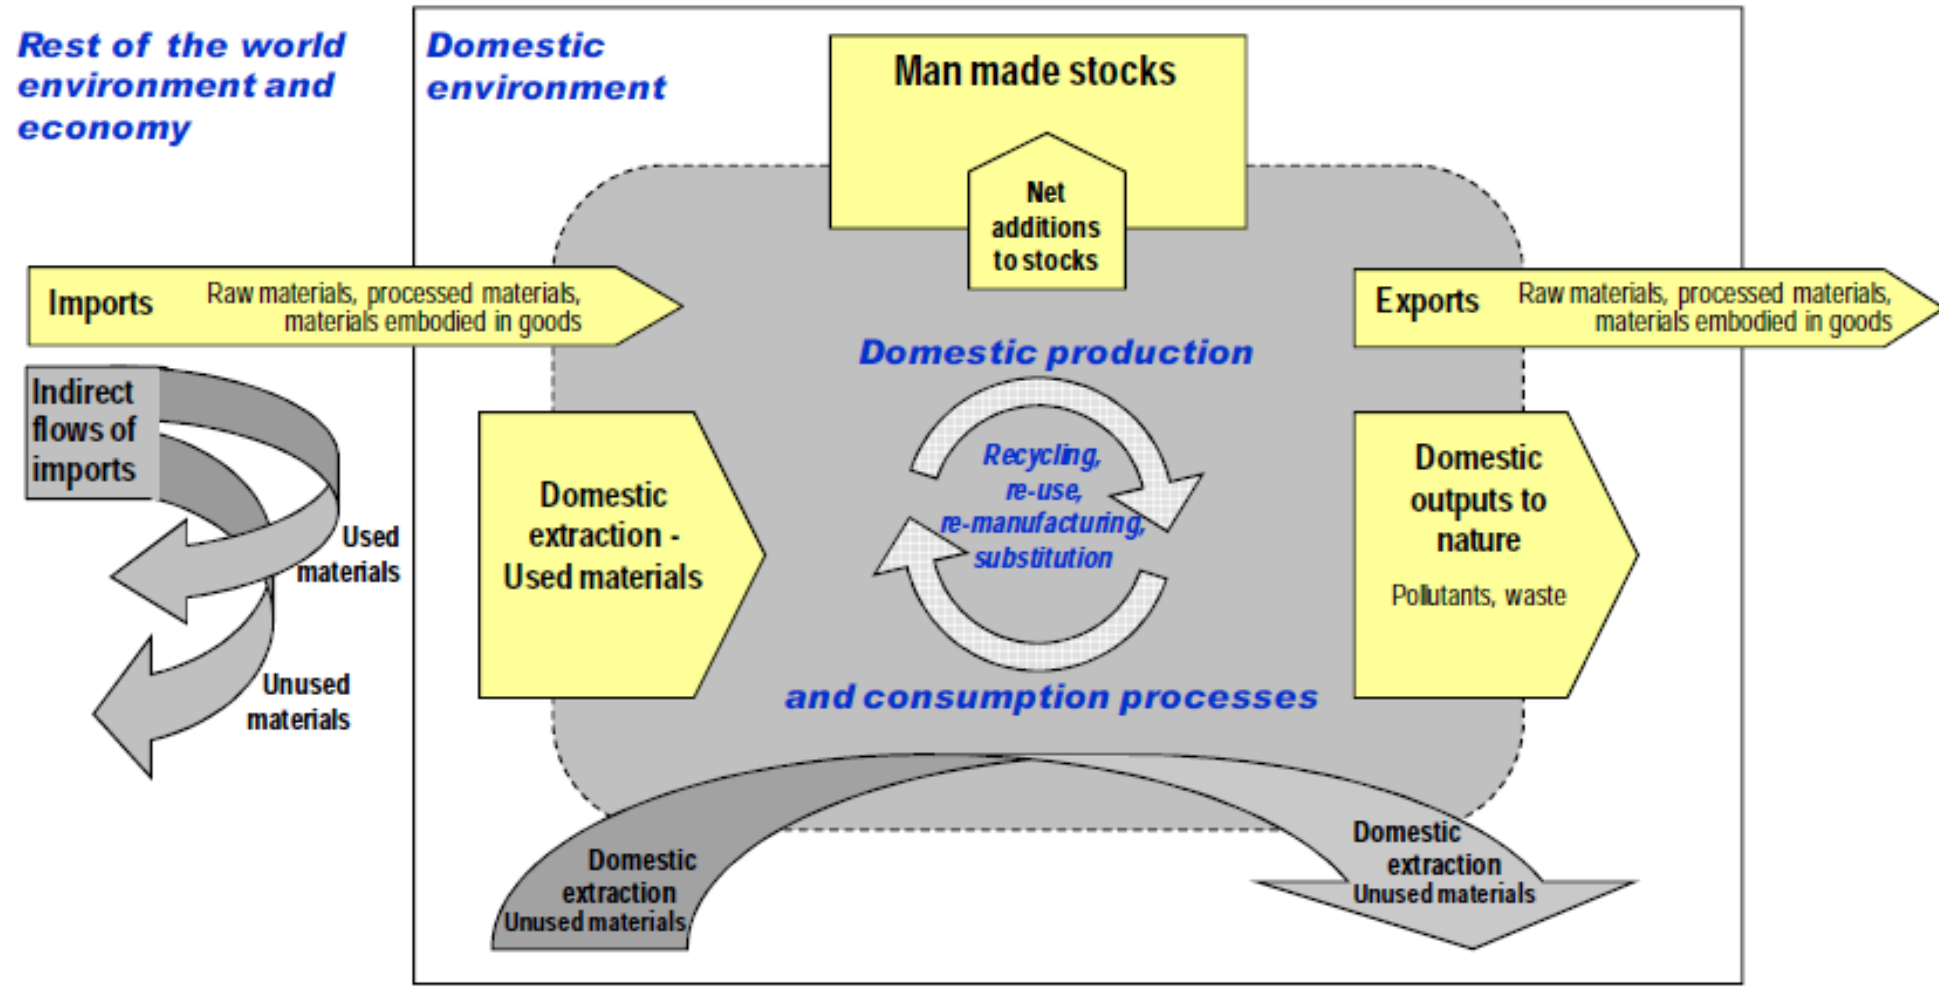 Rest of the world
environment and
economy
Domestic
environment
Man made stocks
Net
additions
to stocks
Imports
Raw materials, processed materials,
materials embodied in goods
Exports
Raw materials, processed materials,
materials embodied in goods
Indirect
flows of
imports
Used
materials
Unused
materials
Domestic
extraction -
Used materials
Domestic production
Recycling,
re-use,
re-manufacturing,
substitution
and consumption processes
Domestic
outputs to
nature
Pollutants, waste
Domestic
extraction
Unused materials
Domestic
extraction
Unused materials